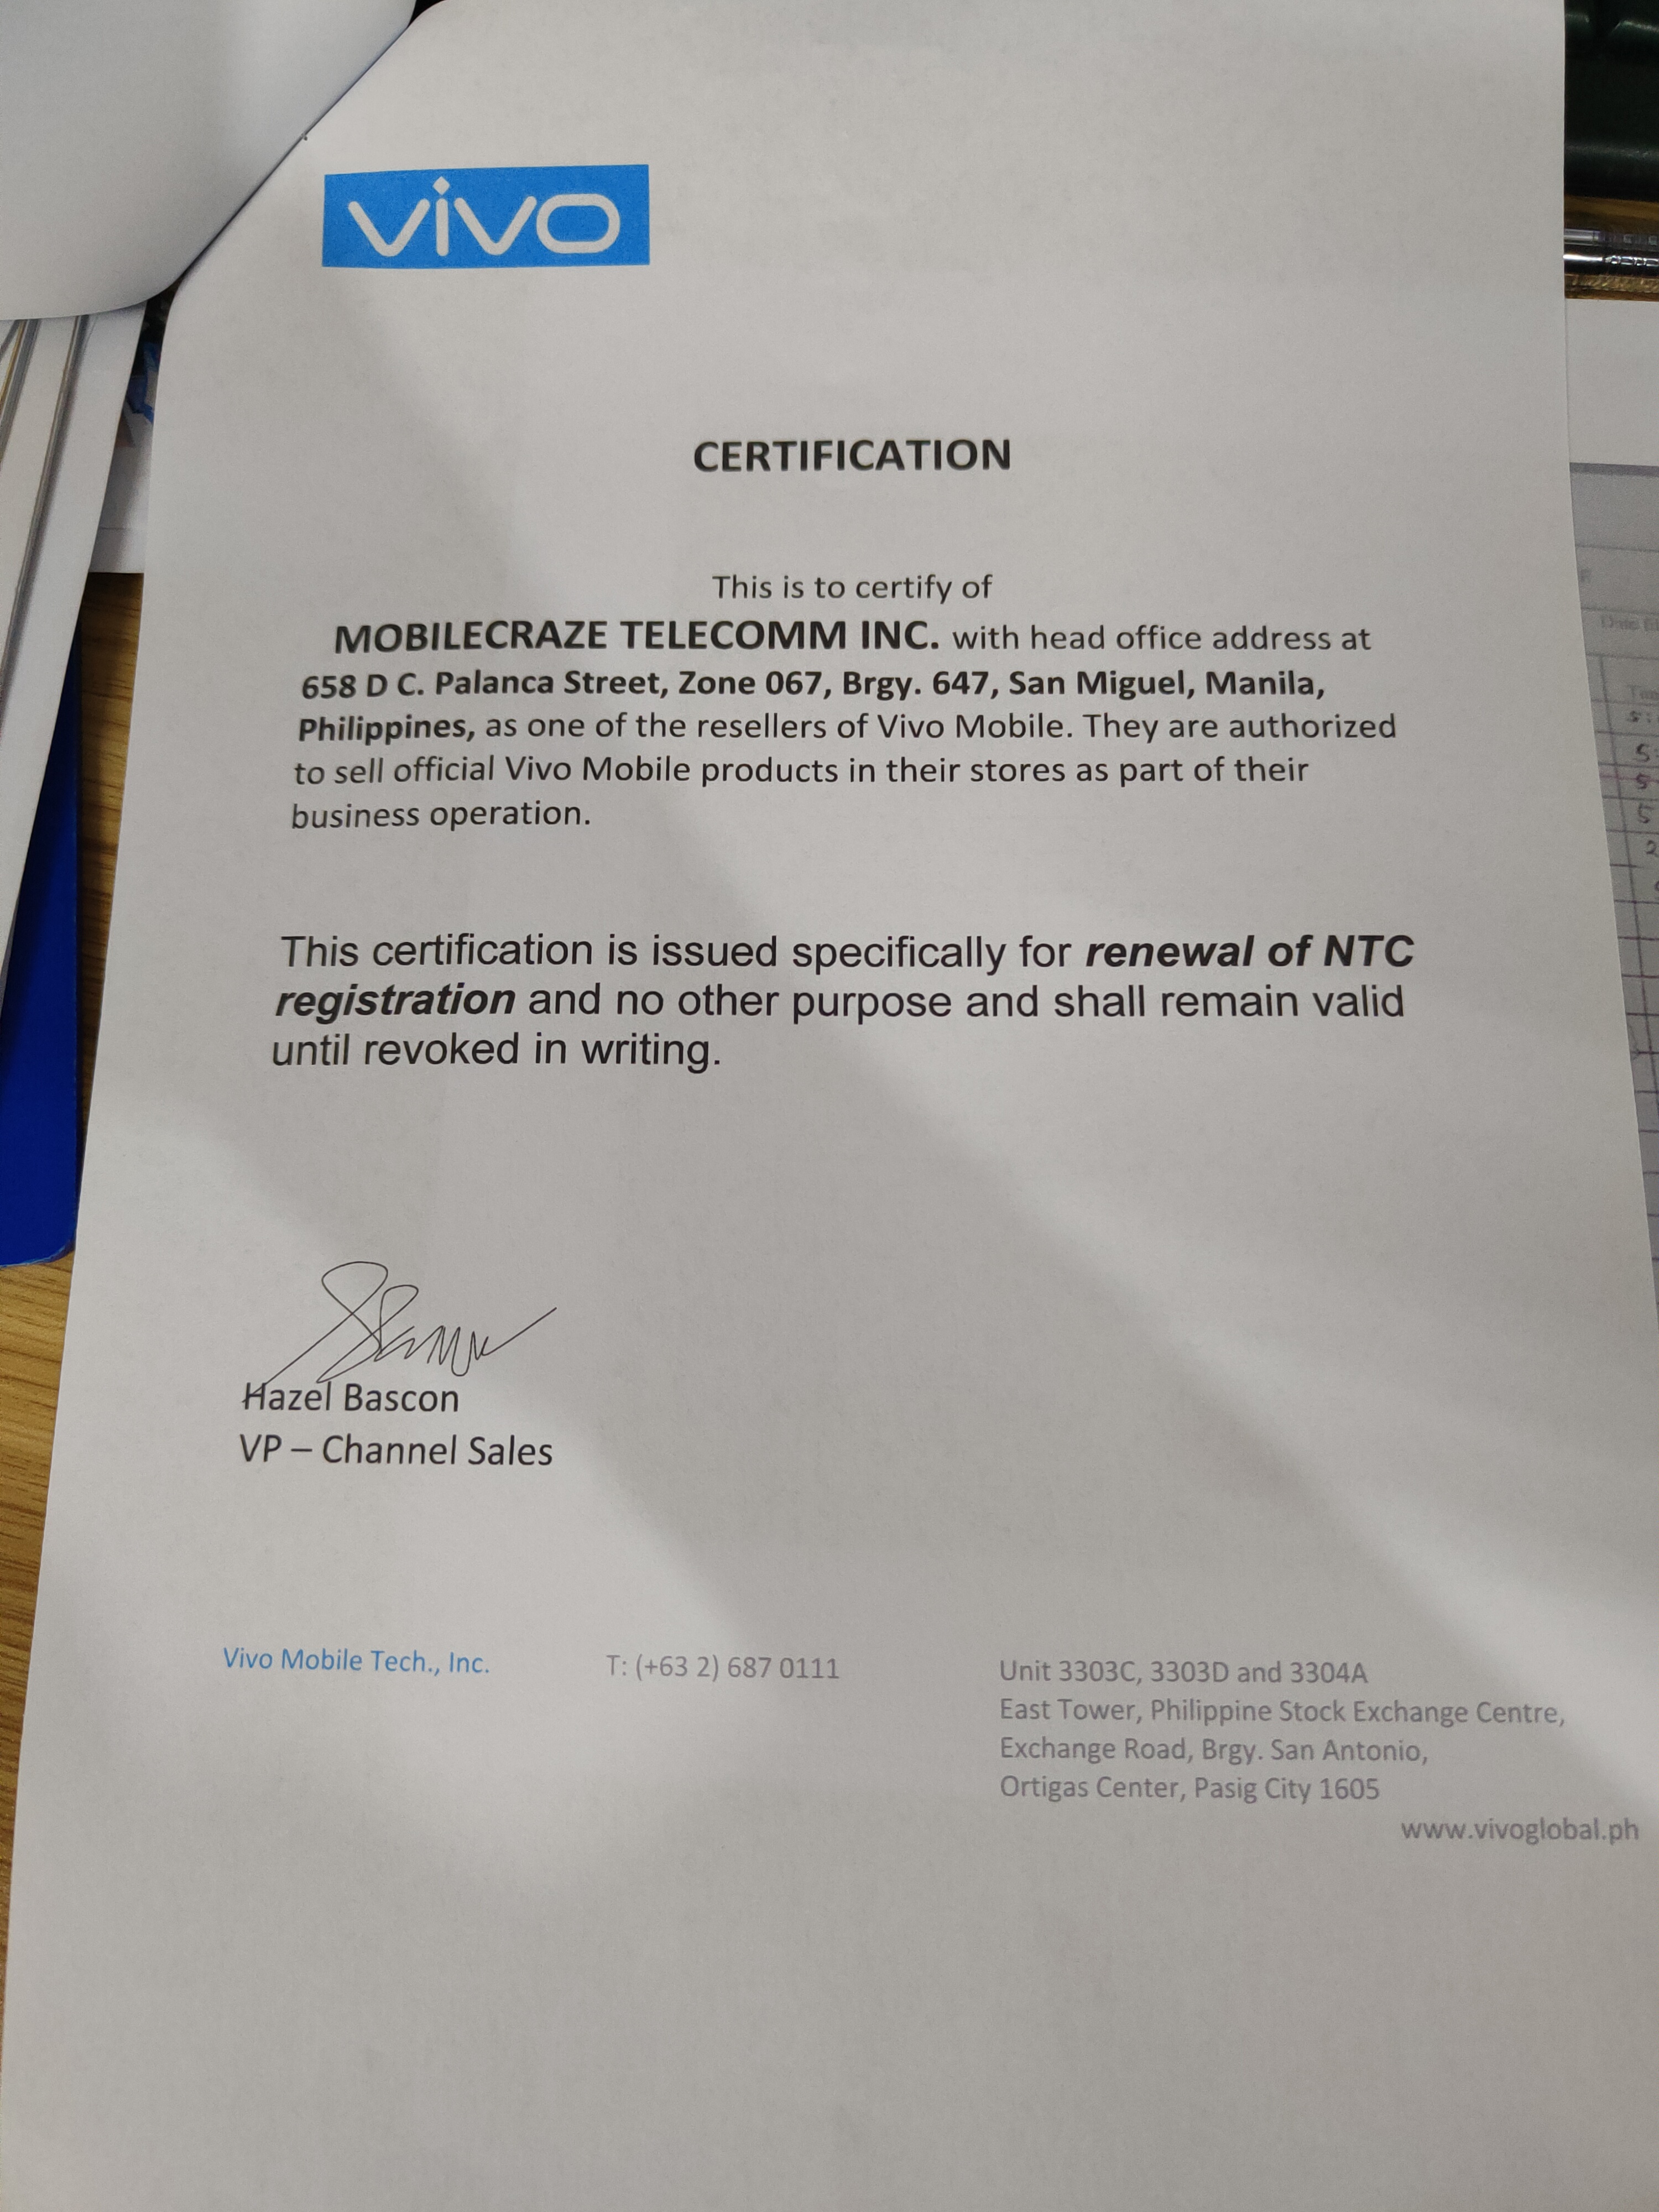 vivo
CERTIFICATION
This is to certify of
MOBILECRAZE TELECOMM INC. with head office address at
658 D C. Palanca Street, Zone 067, Brgy. 647, San Miguel, Manila,
Philippines, as one of the resellers of Vivo Mobile. They are authorized
to sell official Vivo Mobile products in their stores as part of their
business operation.
This certification is issued specifically for renewal of NTC
registration and no other purpose and shall remain valid
until revoked in writing.
Hazel Bascon
VP – Channel Sales
Vivo Mobile Tech., Inc.
T: (+63 2) 687 0111
Unit 3303C, 3303D and 3304A
East Tower, Philippine Stock Exchange Centre,
Exchange Road, Brgy. San Antonio,
Ortigas Center, Pasig City 1605
www.vivoglobal.ph